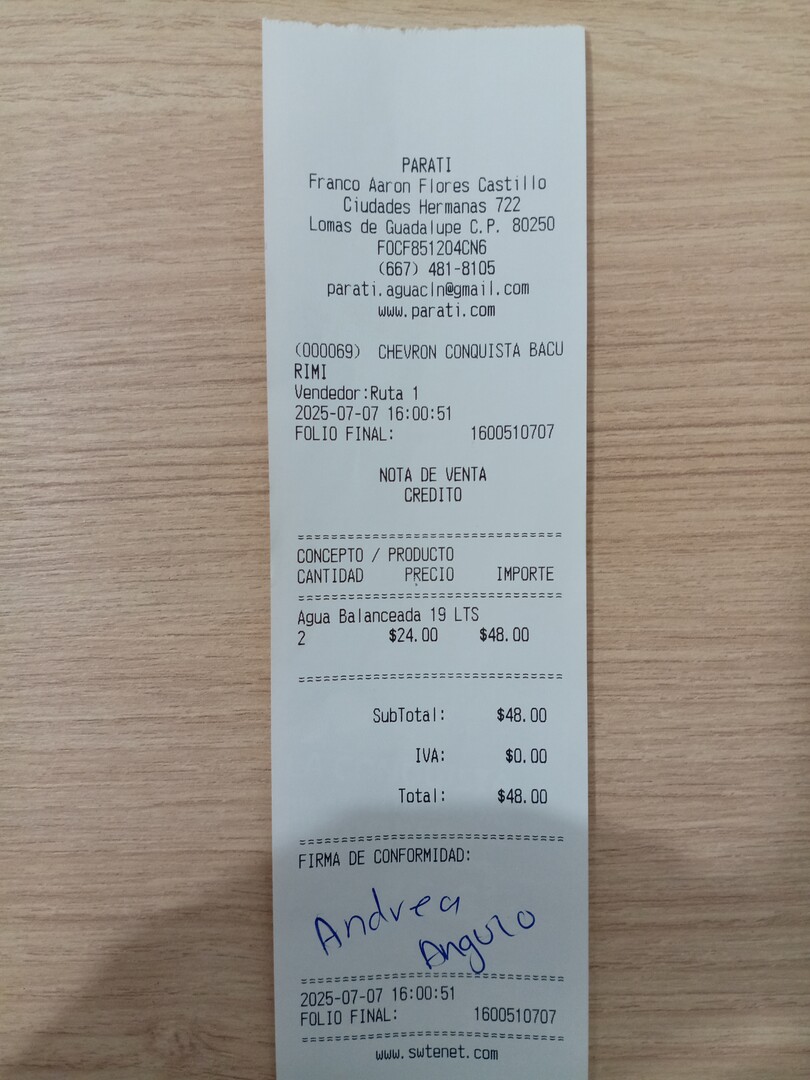 PARATI
Franco Aaron Flores Castillo
Ciudades Hermanas 722
Lomas de Guadalupe C.P. 80250
FOCF851204CN6
(667) 481-8105
parati.aguacln@gmail.com
www.parati.com
(000069) CHEVRON CONQUISTA BACU
RIMI
Vendedor:Ruta 1
2025-07-07 16:00:51
FOLIO FINAL: 1600510707
NOTA DE VENTA
CREDITO
================================
CONCEPTO / PRODUCTO
CANTIDAD PRECIO IMPORTE
================================
Agua Balanceada 19 LTS
2 $24.00 $48.00
================================
SubTotal: $48.00
IVA: $0.00
Total: $48.00
================================
FIRMA DE CONFORMIDAD:
Andrea
Angulo
================================
2025-07-07 16:00:51
FOLIO FINAL: 1600510707
================================
www.swtenet.com